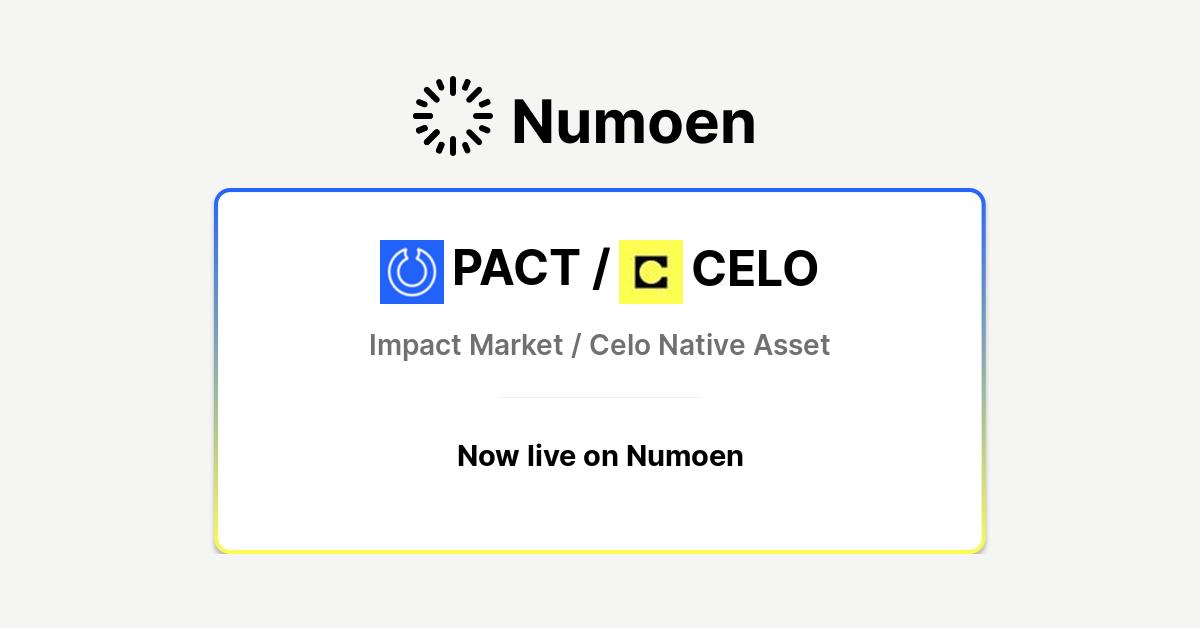 Numoen
PACT / CELO
Impact Market / Celo Native Asset
Now live on Numoen